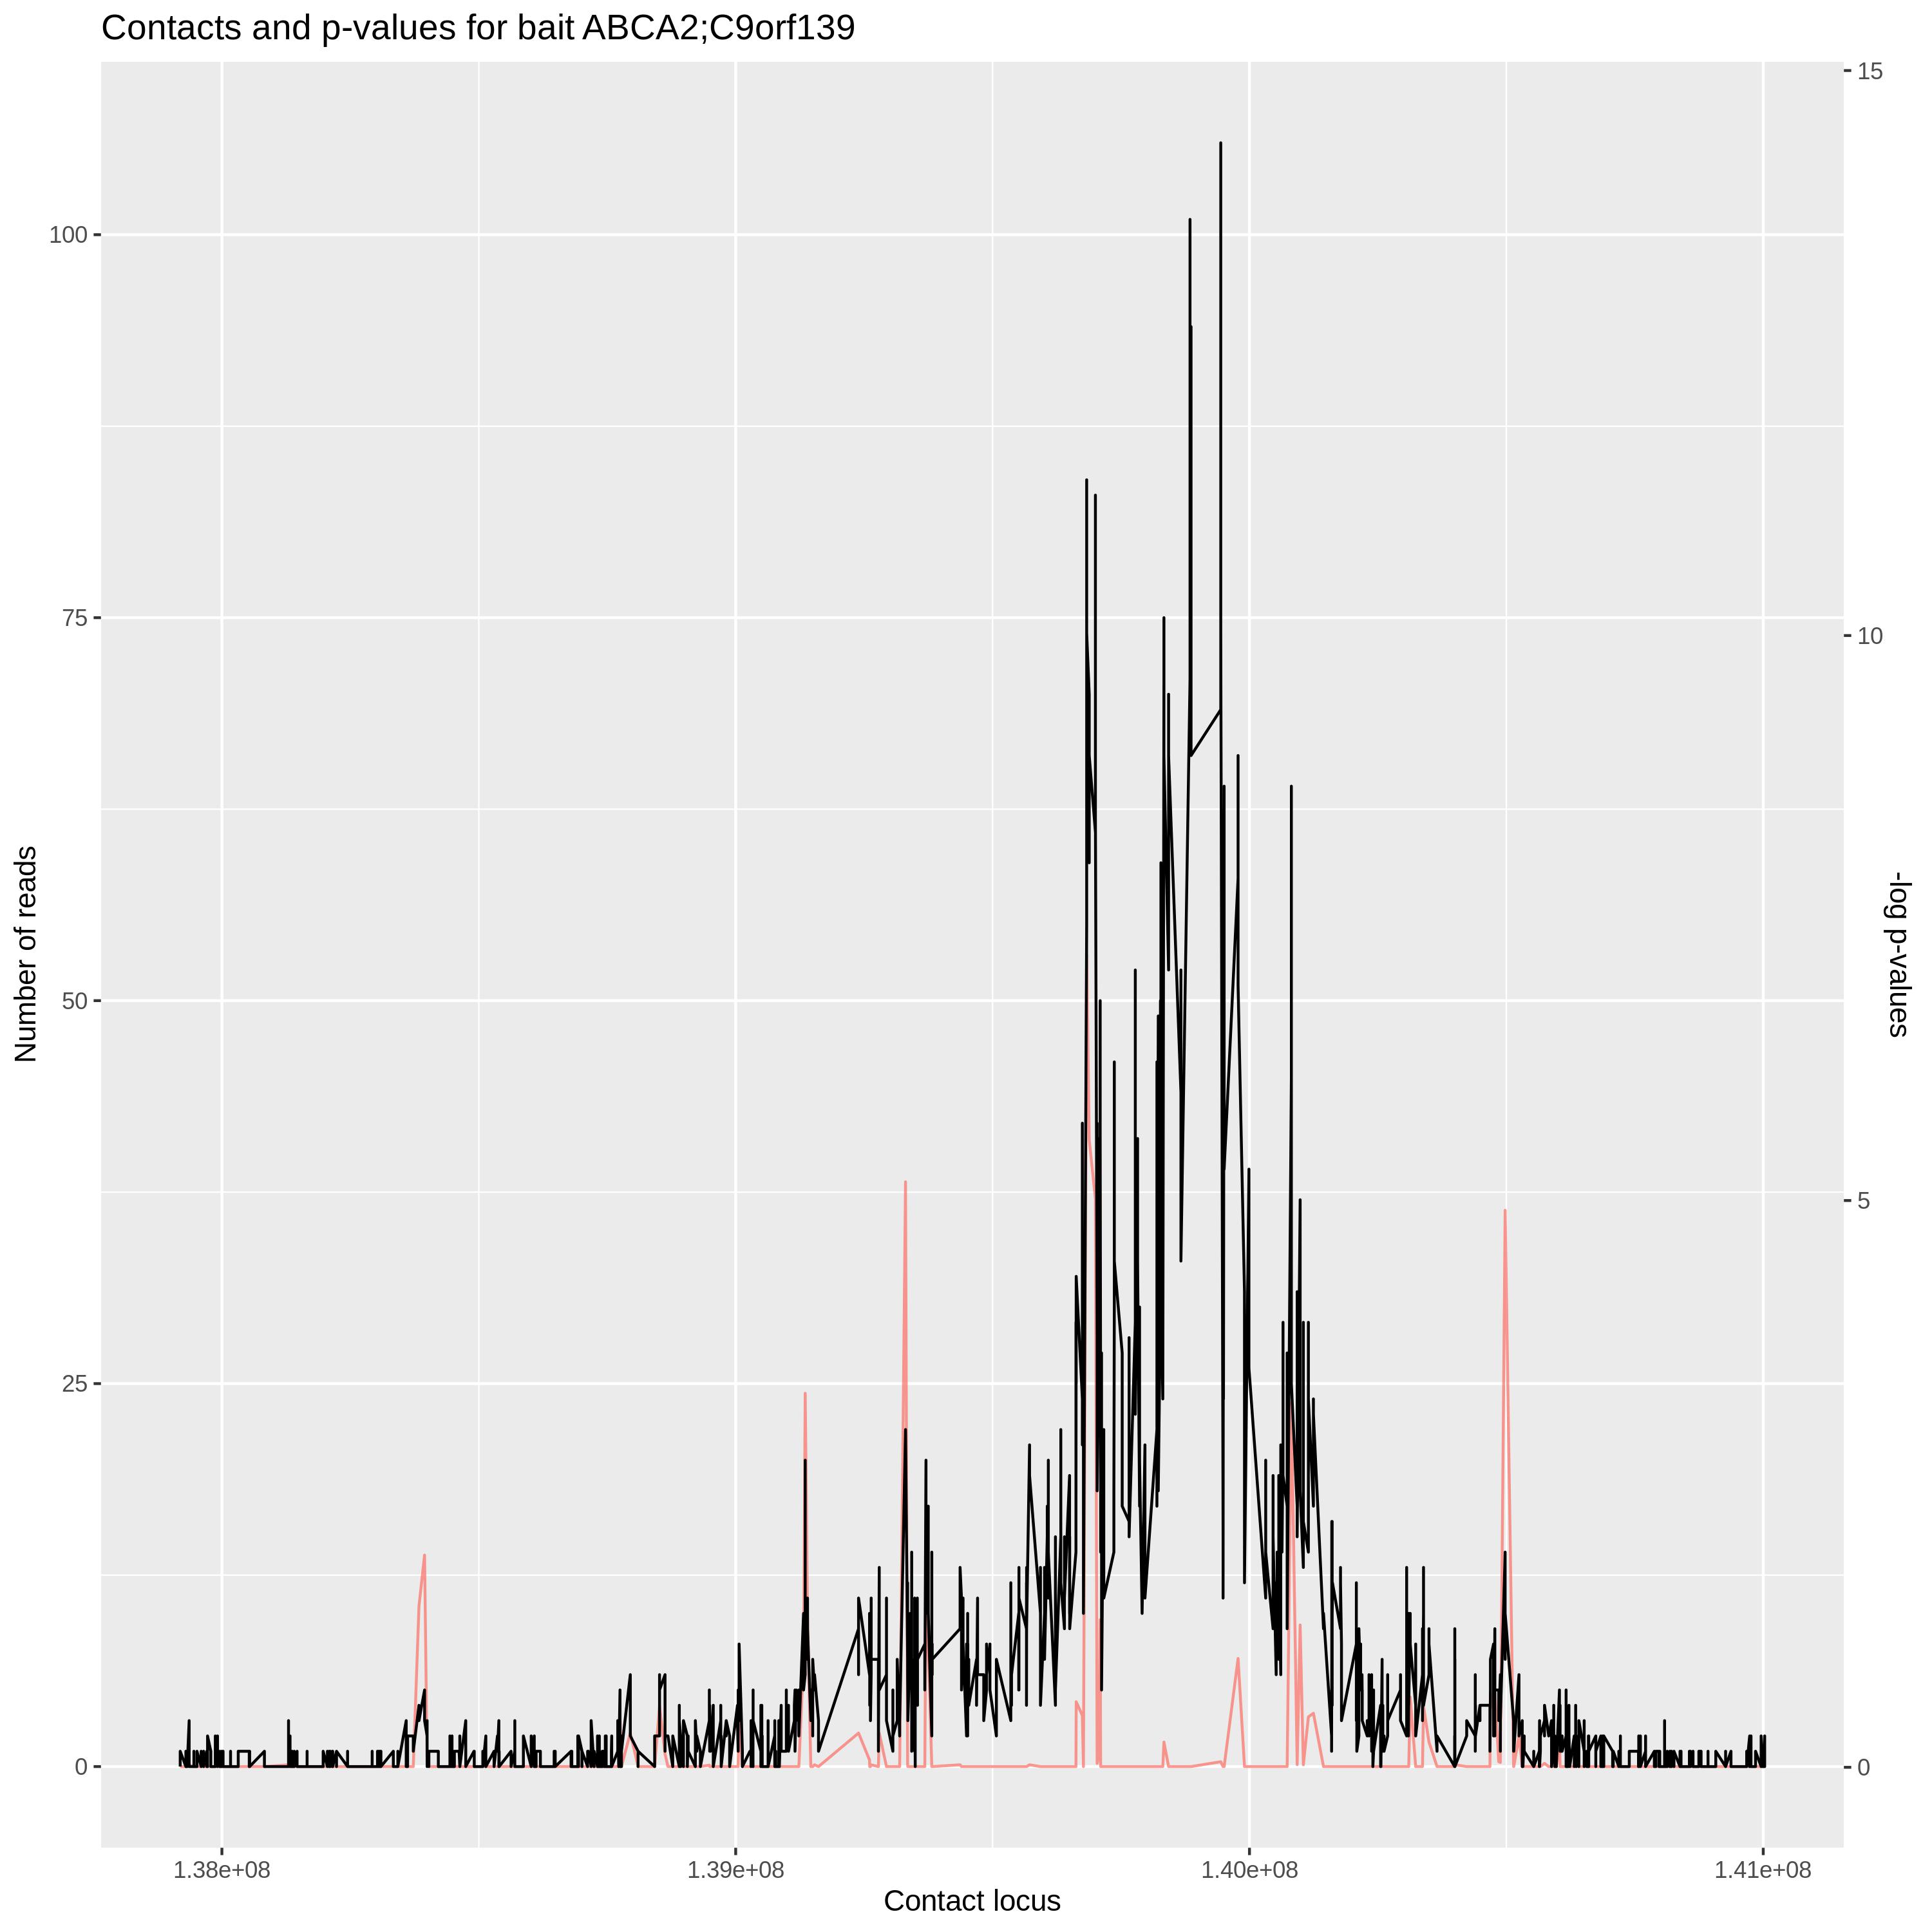 Contacts and p-values for bait ABCA2;C9orf139
15
100
75
10
Number of reads
-log p-values
50
5
25
0
0
1.38e+08
1.39e+08
1.40e+08
1.41e+08
Contact locus